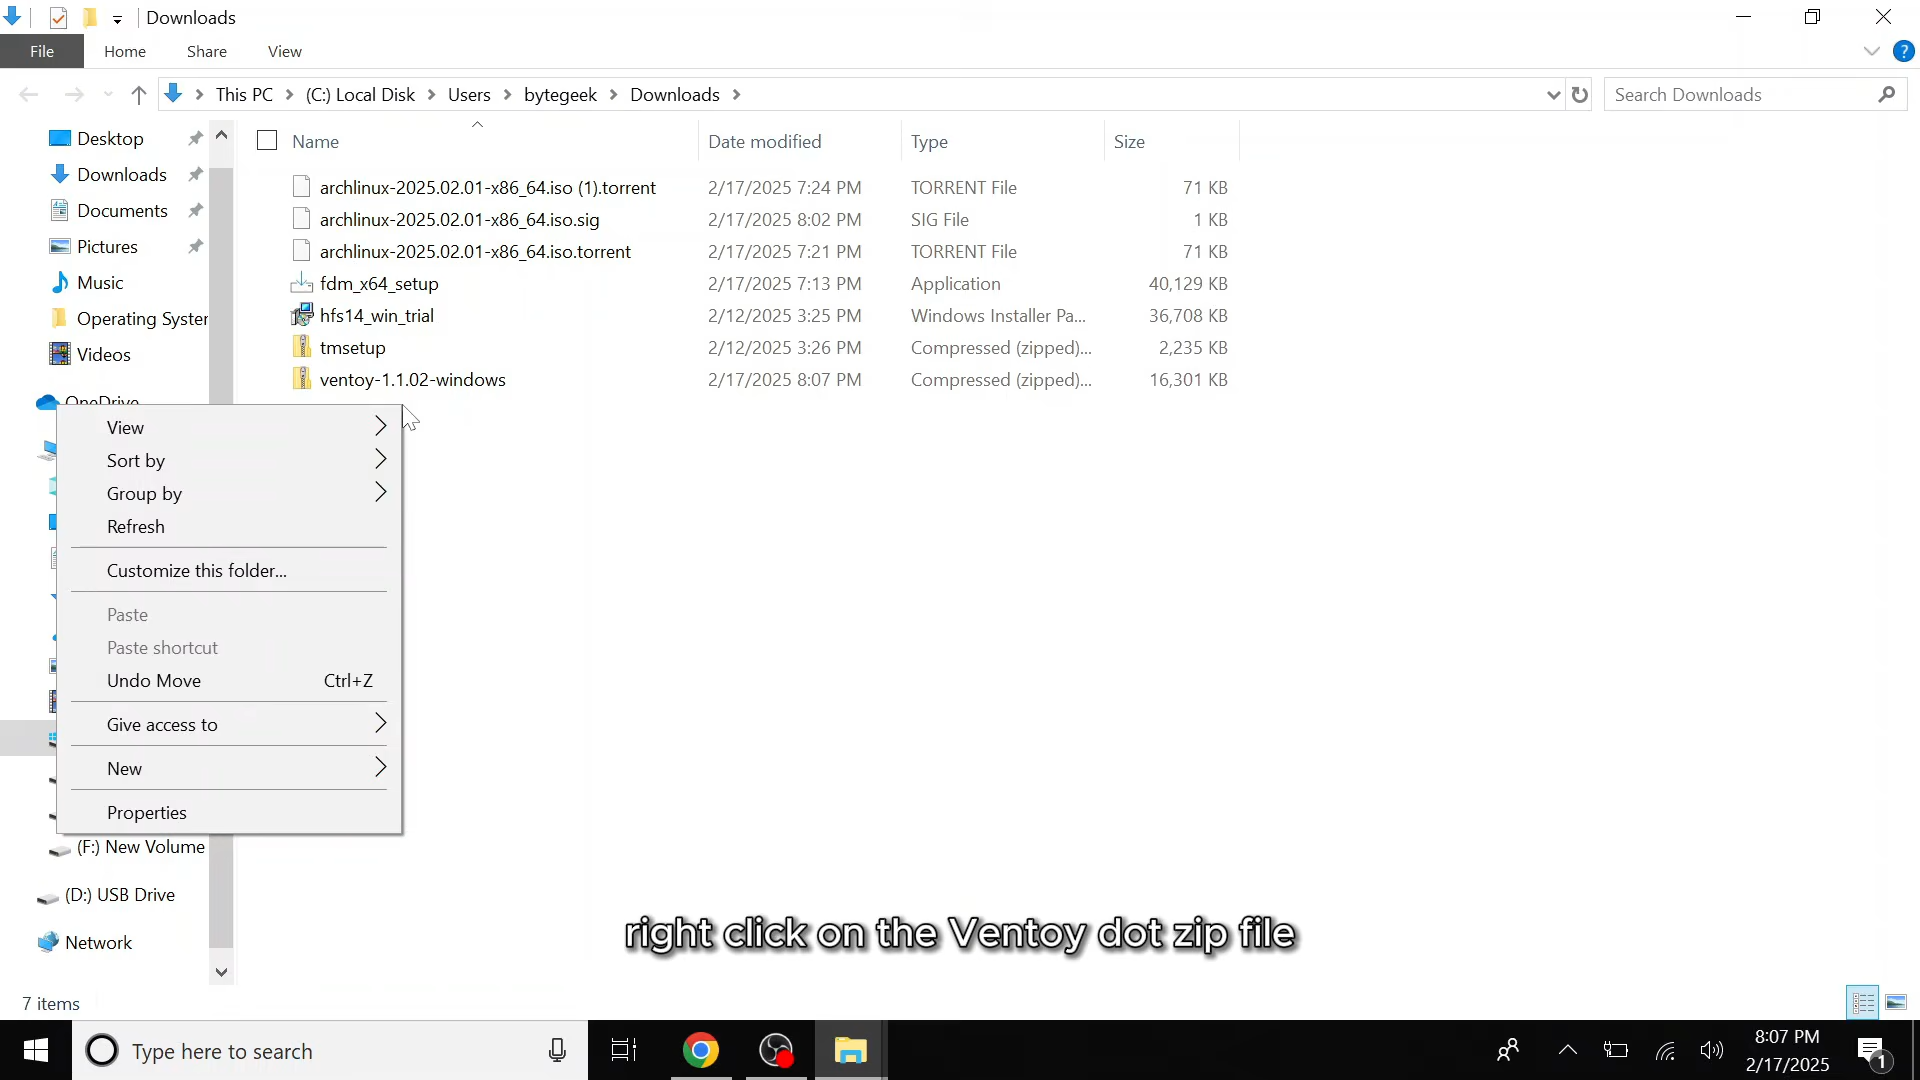 Downloads
File Home Share View
This PC (C:) Local Disk Users bytegeek Downloads
Search Downloads
Desktop
Downloads
Documents
Pictures
Music
Operating Syster
Videos
OneDrive
Name Date modified Type Size
archlinux-2025.02.01-x86_64.iso (1).torrent 2/17/2025 7:24 PM TORRENT File 71 KB
archlinux-2025.02.01-x86_64.iso.sig 2/17/2025 8:02 PM SIG File 1 KB
archlinux-2025.02.01-x86_64.iso.torrent 2/17/2025 7:21 PM TORRENT File 71 KB
fdm_x64_setup 2/17/2025 7:13 PM Application 40,129 KB
hfs14_win_trial 2/12/2025 3:25 PM Windows Installer Pa... 36,708 KB
tmsetup 2/12/2025 3:26 PM Compressed (zipped)... 2,235 KB
ventoy-1.1.02-windows 2/17/2025 8:07 PM Compressed (zipped)... 16,301 KB
View
Sort by
Group by
Refresh
Customize this folder...
Paste
Paste shortcut
Undo Move Ctrl+Z
Give access to
New
Properties
(F:) New Volume
(D:) USB Drive
Network
right click on the Ventoy dot zip file
7 items
Type here to search
8:07 PM
2/17/2025
1